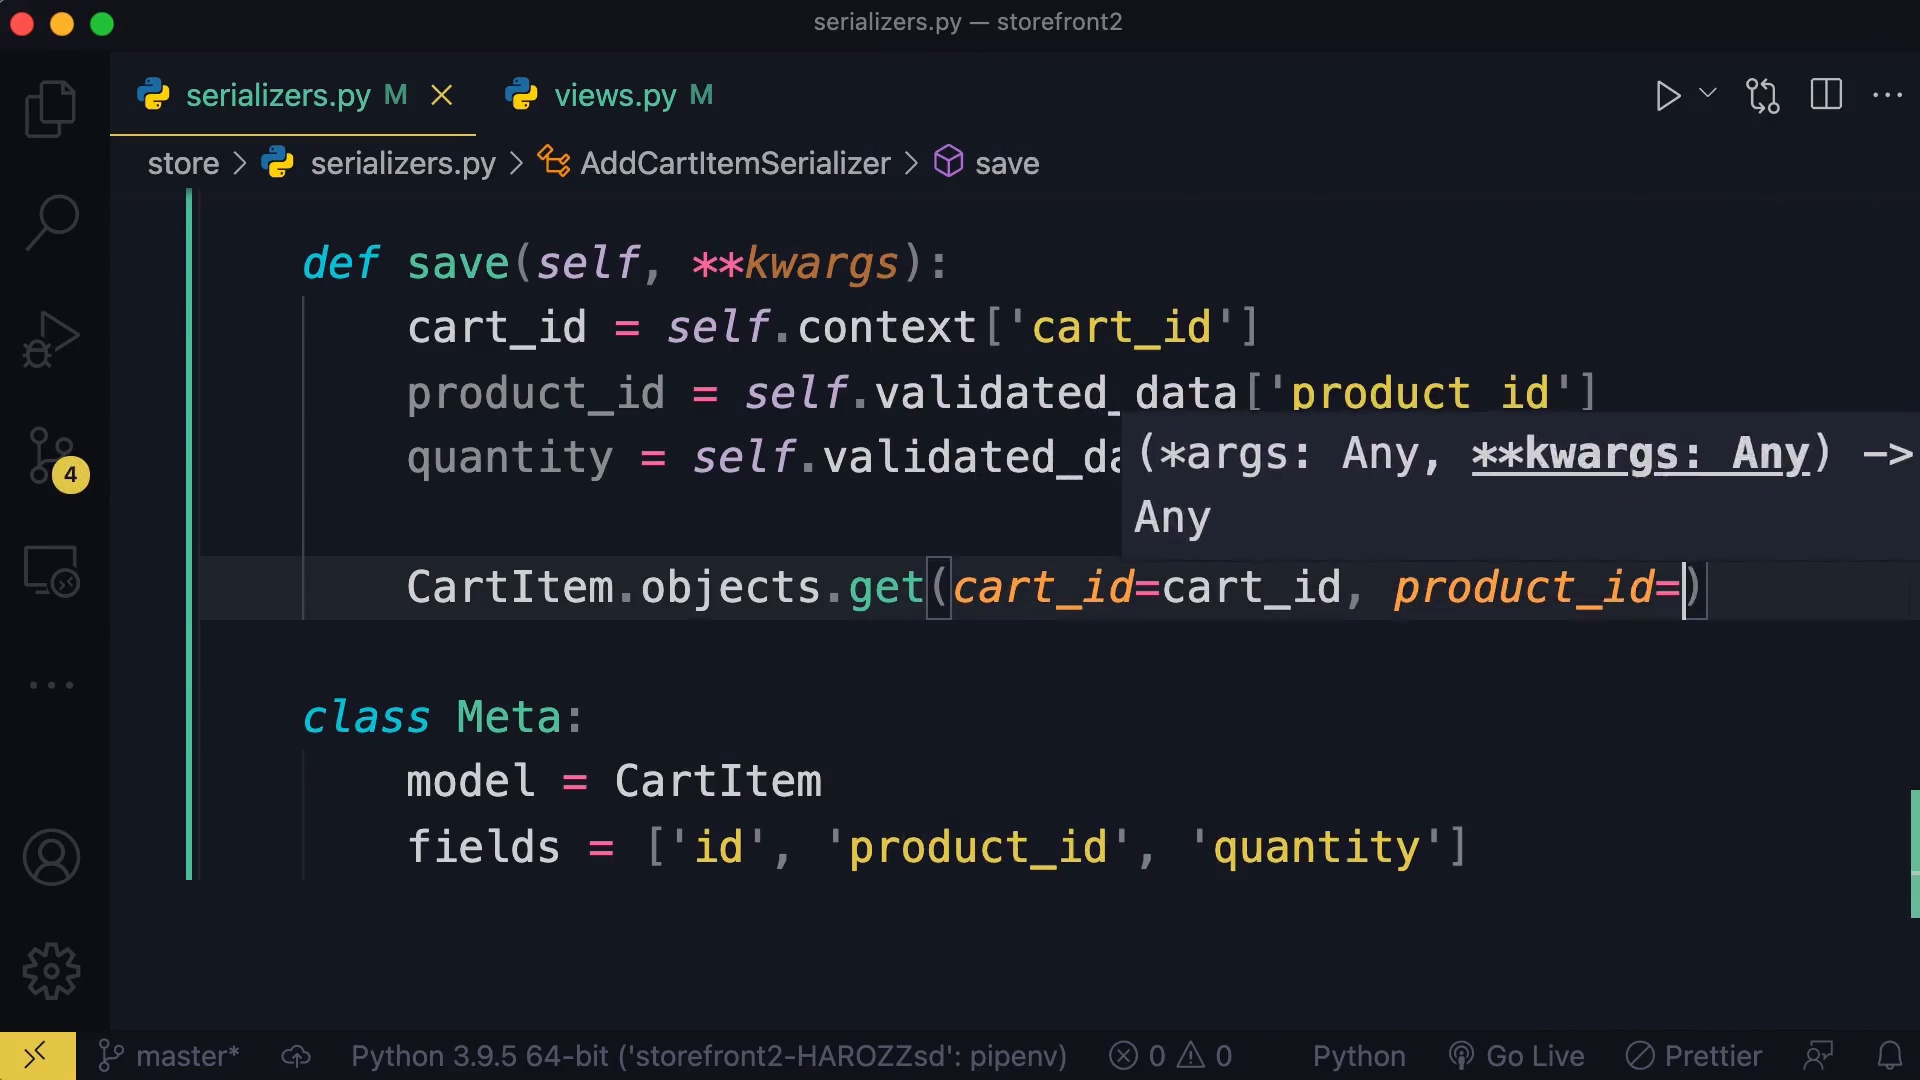 serializers.py — storefront2
serializers.py M views.py M
store > serializers.py > AddCartItemSerializer > save
def save(self, **kwargs):
cart_id = self.context['cart_id']
product_id = self.validated_data['product_id']
quantity = self.validated_da
(*args: Any, **kwargs: Any) ->
Any
CartItem.objects.get(cart_id=cart_id, product_id=)
class Meta:
model = CartItem
fields = ['id', 'product_id', 'quantity']
4
master* Python 3.9.5 64-bit ('storefront2-HAROZZsd': pipenv) 0 0 Python Go Live Prettier